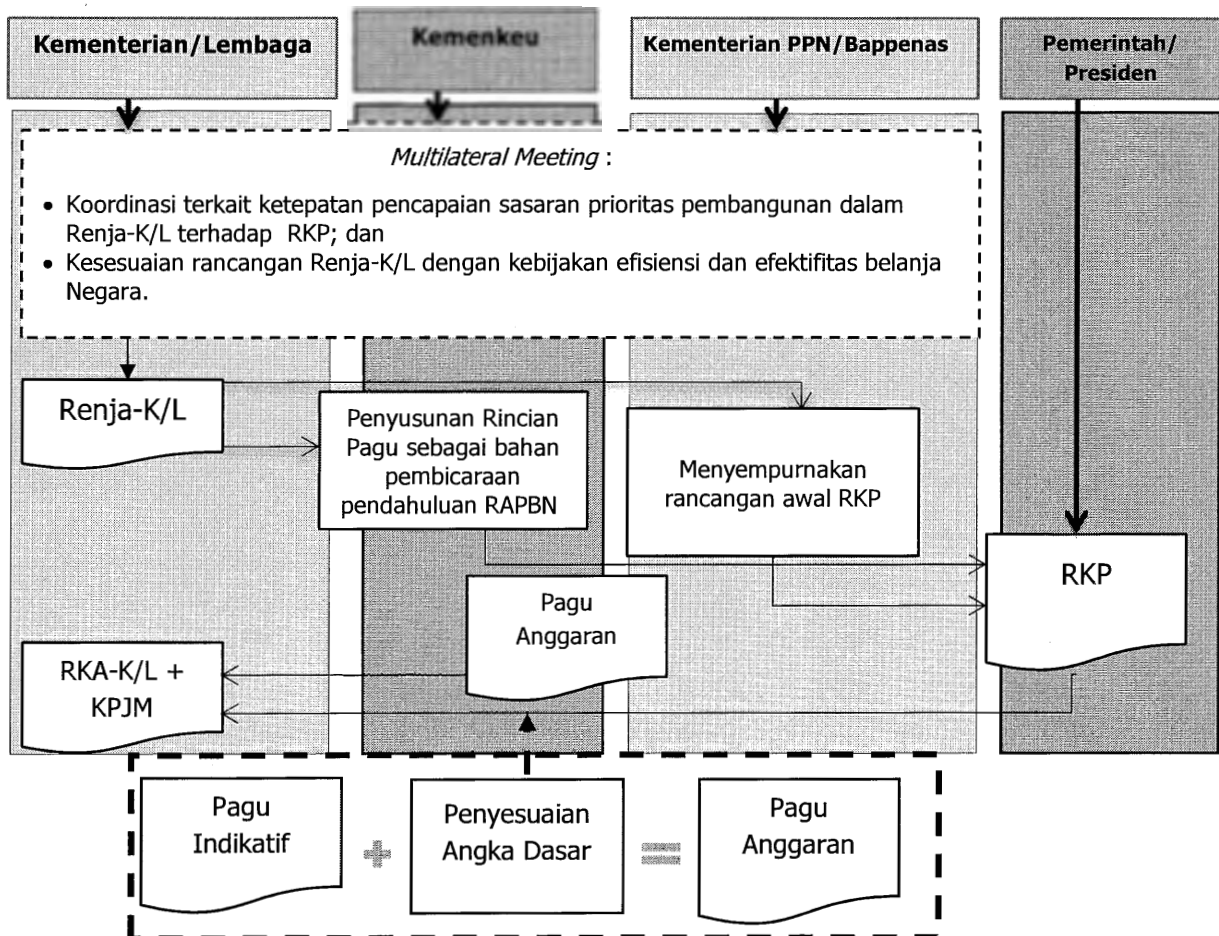 Kementerian/Lembaga
Kemenkeu
Kementerian PPN/Bappenas
Pemerintah/
Presiden
Multilateral Meeting :
• Koordinasi terkait ketepatan pencapaian sasaran prioritas pembangunan dalam
Renja-K/L terhadap RKP; dan
• Kesesuaian rancangan Renja-K/L dengan kebijakan efisiensi dan efektifitas belanja
Negara.
Renja-K/L
Penyusunan Rincian
Pagu sebagai bahan
pembicaraan
pendahuluan RAPBN
Menyempurnakan
rancangan awal RKP
RKP
Pagu
Anggaran
RKA-K/L +
KPJM
Pagu
Indikatif
+
Penyesuaian
Angka Dasar
=
Pagu
Anggaran